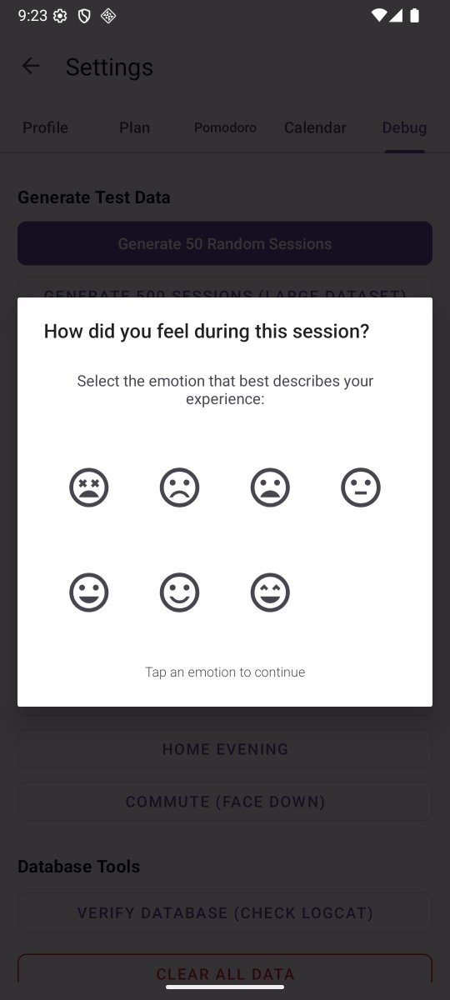 9:23
Settings
Profile
Plan
Pomodoro
Calendar
Debug
Generate Test Data
Generate 50 Random Sessions
GENERATE 500 SESSIONS (LARGE DATASET)
How did you feel during this session?
Select the emotion that best describes your
experience:
Tap an emotion to continue
HOME EVENING
COMMUTE (FACE DOWN)
Database Tools
VERIFY DATABASE (CHECK LOGCAT)
CLEAR ALL DATA